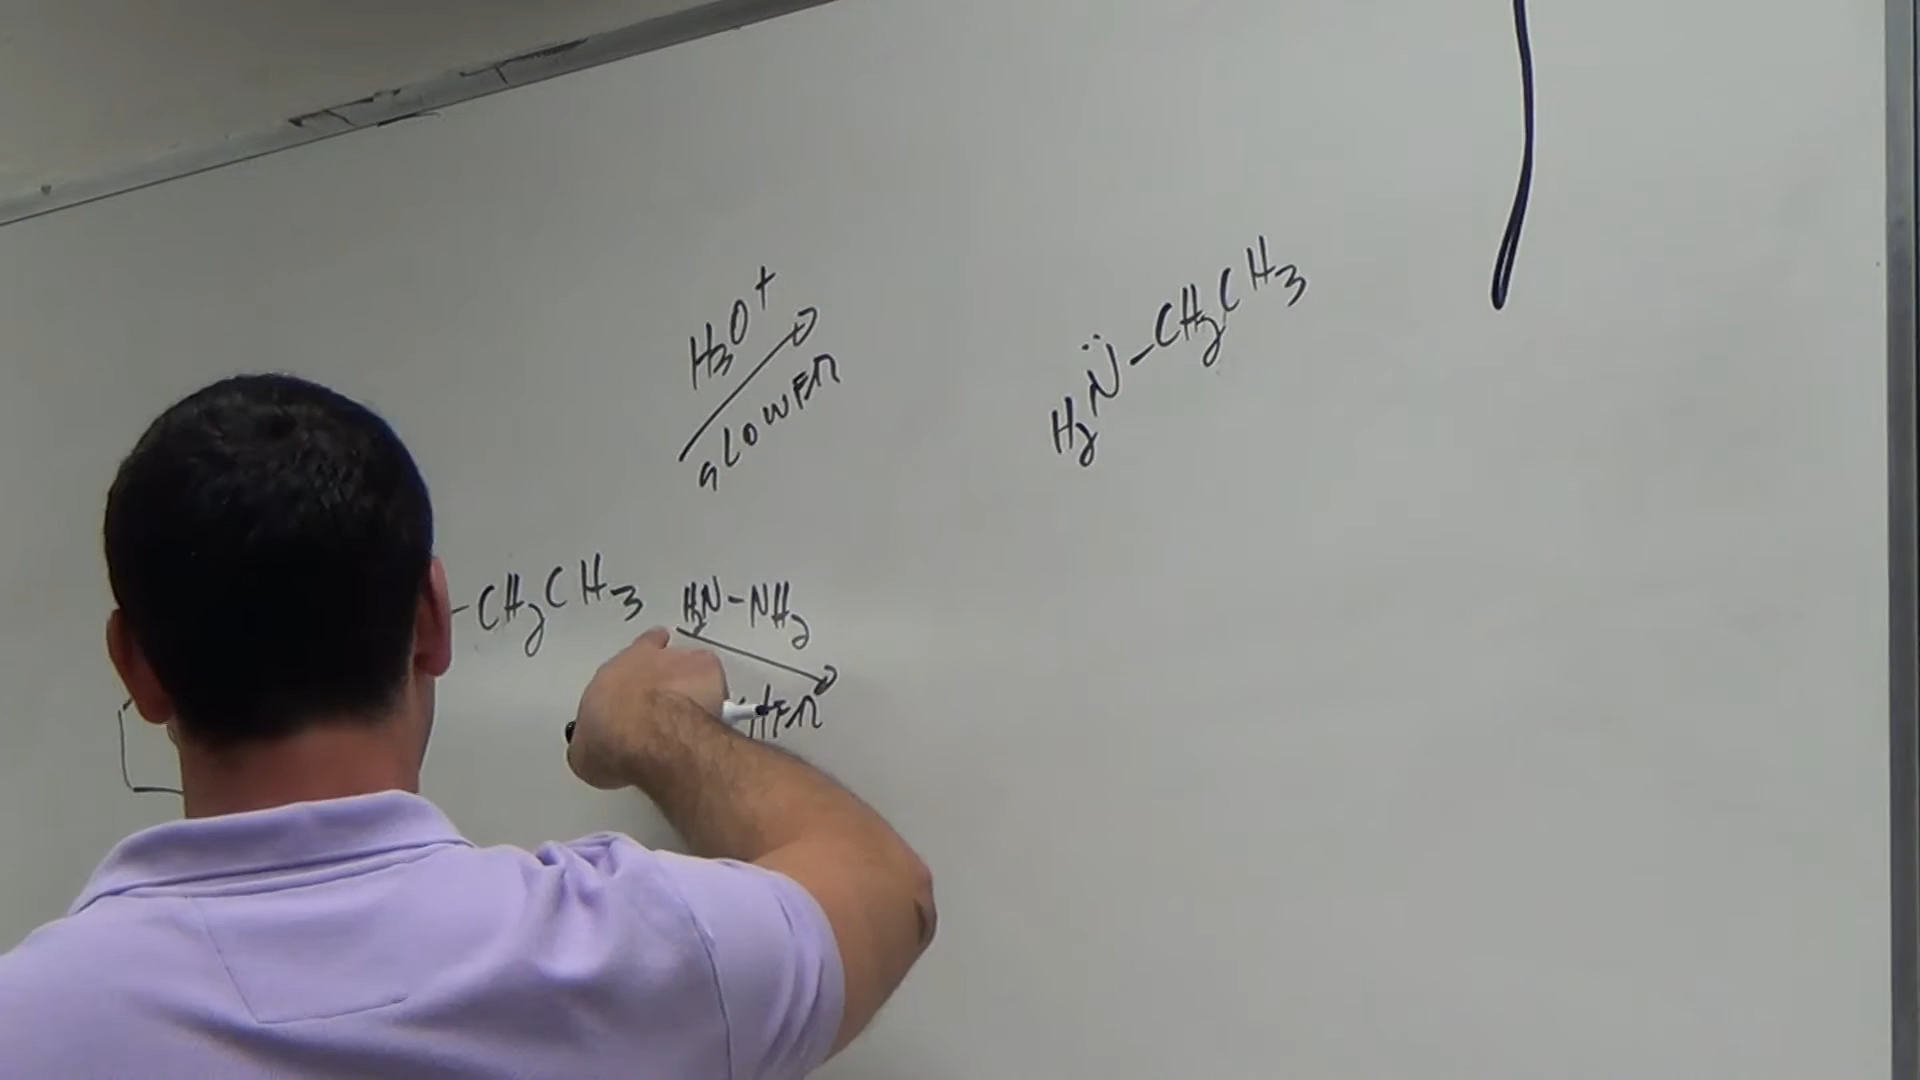 H₃O⁺
SLOWER
H₂N̈-CH₂CH₃
-CH₂CH₃
H₂N-NH₂